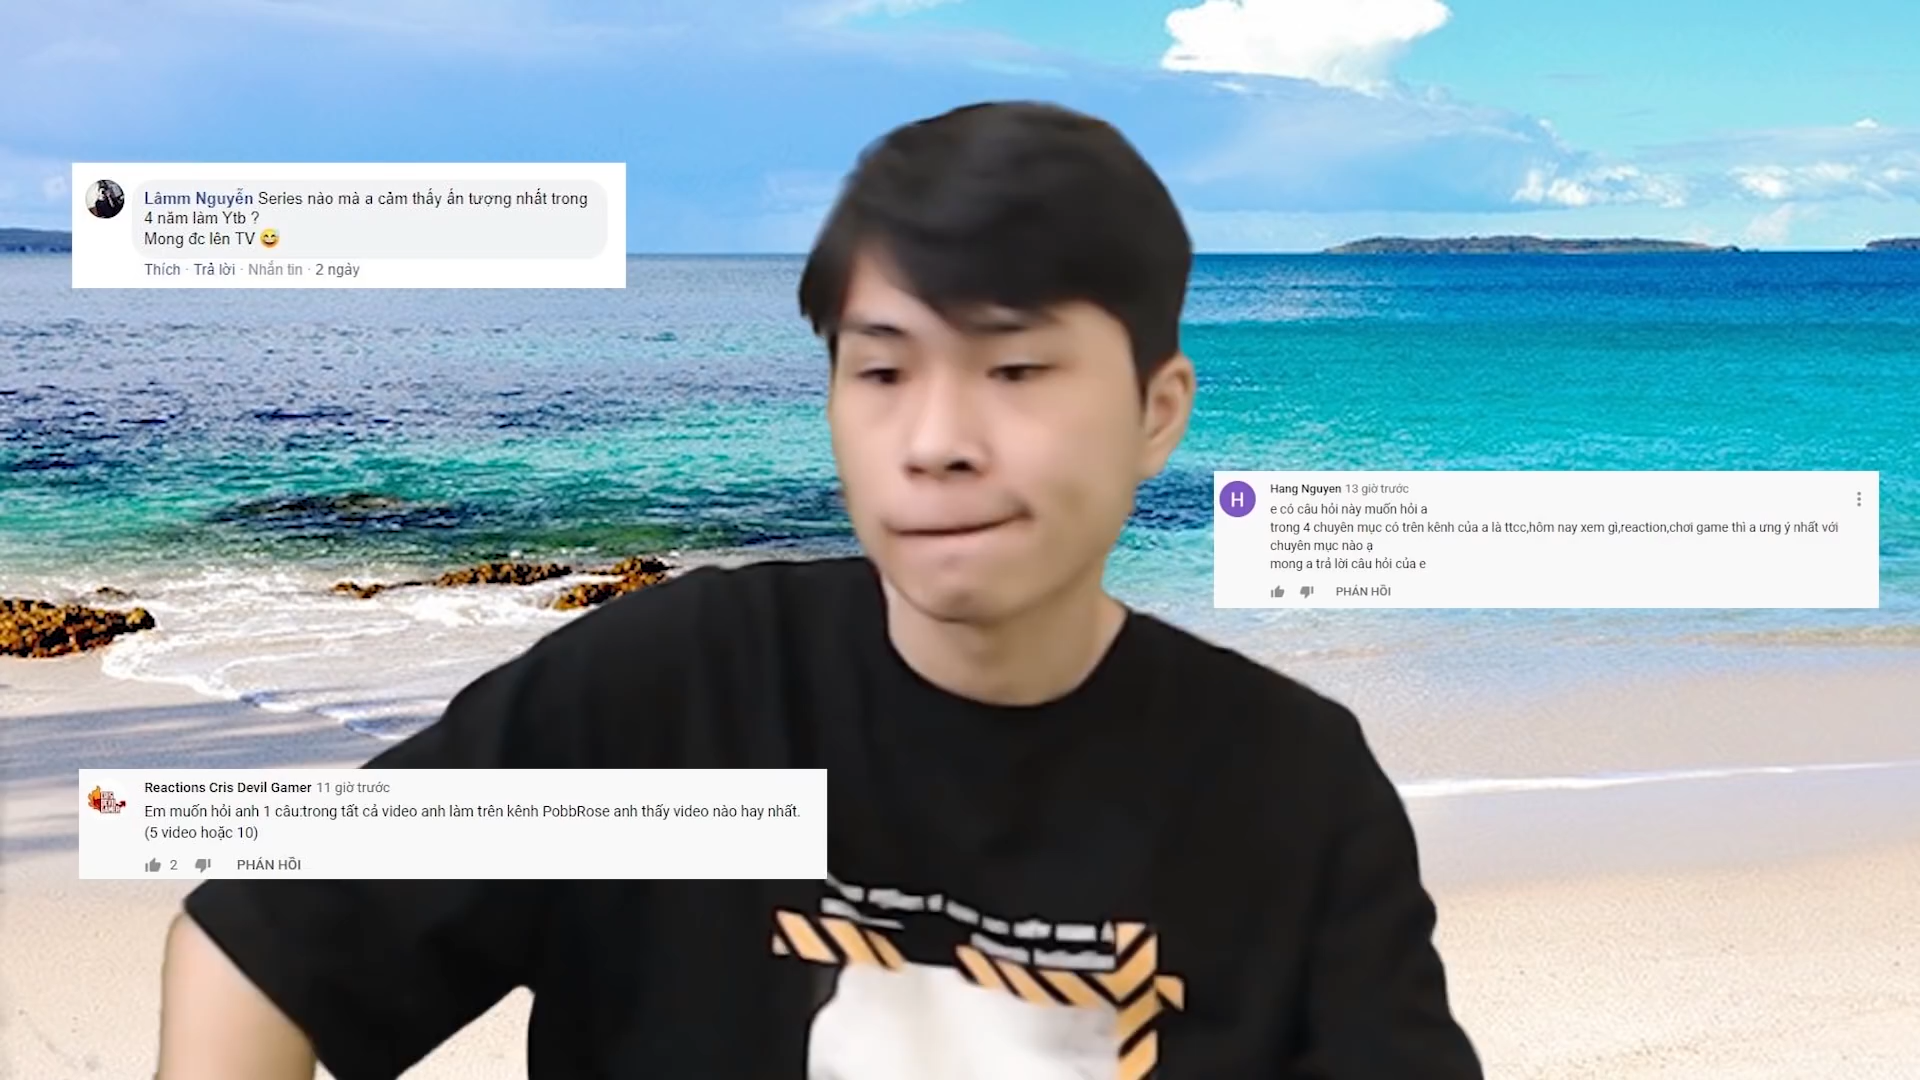 Lâmm Nguyễn Series nào mà a cảm thấy ấn tượng nhất trong
4 năm làm Ytb ?
Mong đc lên TV 😅
Thích · Trả lời · Nhắn tin · 2 ngày
H
Hang Nguyen 13 giờ trước
e có câu hỏi này muốn hỏi a
trong 4 chuyên mục có trên kênh của a là ttcc,hôm nay xem gì,reaction,chơi game thì a ưng ý nhất với
chuyên mục nào ạ
mong a trả lời câu hỏi của e
PHẢN HỒI
Reactions Cris Devil Gamer 11 giờ trước
Em muốn hỏi anh 1 câu:trong tất cả video anh làm trên kênh PobbRose anh thấy video nào hay nhất.
(5 video hoặc 10)
2 PHẢN HỒI